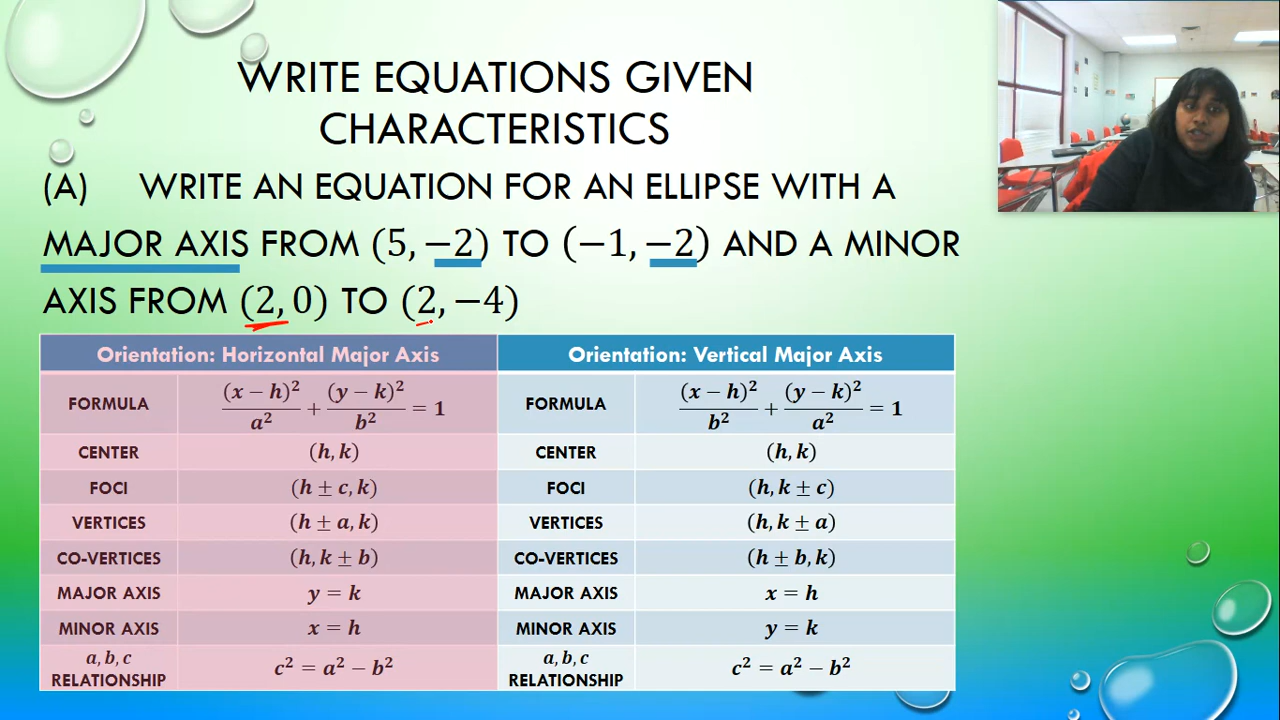 WRITE EQUATIONS GIVEN
CHARACTERISTICS
(A) WRITE AN EQUATION FOR AN ELLIPSE WITH A
MAJOR AXIS FROM (5, −2) TO (−1, −2) AND A MINOR
AXIS FROM (2, 0) TO (2, −4)
Orientation: Horizontal Major Axis
FORMULA (x − h)²/a² + (y − k)²/b² = 1
CENTER (h, k)
FOCI (h ± c, k)
VERTICES (h ± a, k)
CO-VERTICES (h, k ± b)
MAJOR AXIS y = k
MINOR AXIS x = h
a, b, c
RELATIONSHIP c² = a² − b²
Orientation: Vertical Major Axis
FORMULA (x − h)²/b² + (y − k)²/a² = 1
CENTER (h, k)
FOCI (h, k ± c)
VERTICES (h, k ± a)
CO-VERTICES (h ± b, k)
MAJOR AXIS x = h
MINOR AXIS y = k
a, b, c
RELATIONSHIP c² = a² − b²